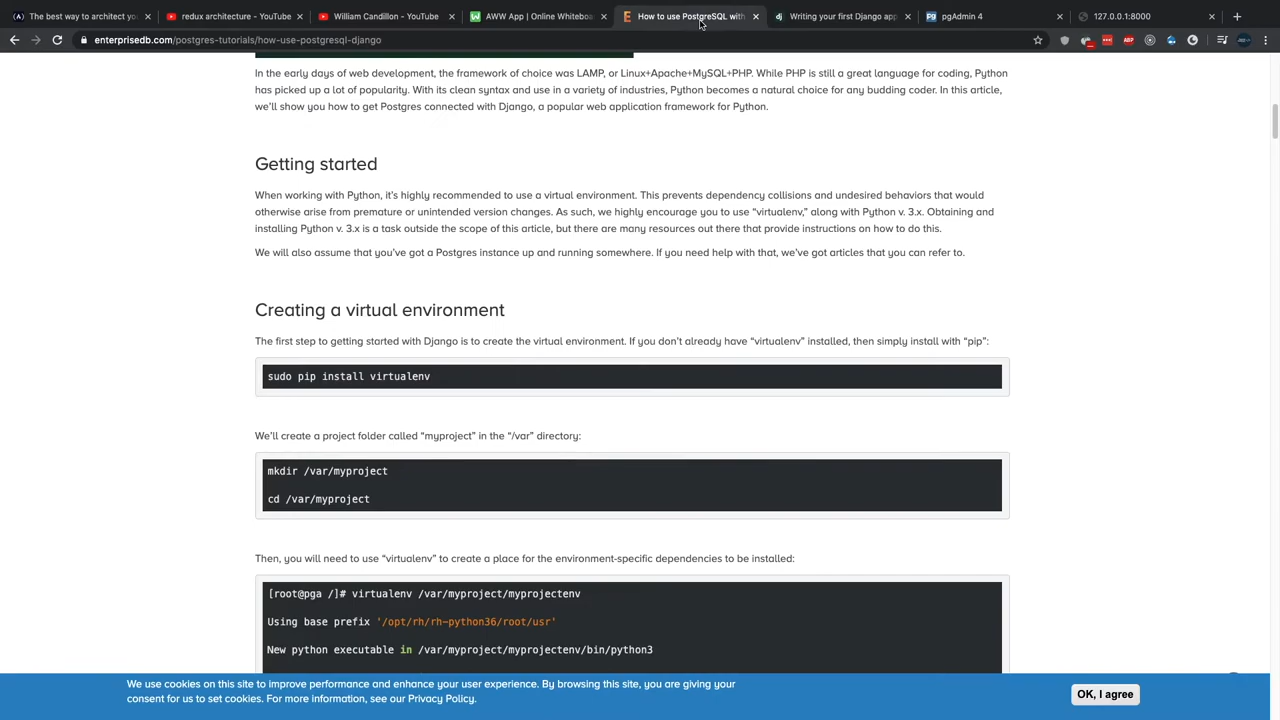 The best way to architect yo
redux architecture - YouTube
William Candillon - YouTube
AWW App | Online Whiteboa
How to use PostgreSQL with
Writing your first Django app
pgAdmin 4
127.0.0.1:8000
enterprisedb.com/postgres-tutorials/how-use-postgresql-django
In the early days of web development, the framework of choice was LAMP, or Linux+Apache+MySQL+PHP. While PHP is still a great language for coding, Python
has picked up a lot of popularity. With its clean syntax and use in a variety of industries, Python becomes a natural choice for any budding coder. In this article,
we'll show you how to get Postgres connected with Django, a popular web application framework for Python.
Getting started
When working with Python, it's highly recommended to use a virtual environment. This prevents dependency collisions and undesired behaviors that would
otherwise arise from premature or unintended version changes. As such, we highly encourage you to use “virtualenv,” along with Python v. 3.x. Obtaining and
installing Python v. 3.x is a task outside the scope of this article, but there are many resources out there that provide instructions on how to do this.
We will also assume that you've got a Postgres instance up and running somewhere. If you need help with that, we've got articles that you can refer to.
Creating a virtual environment
The first step to getting started with Django is to create the virtual environment. If you don't already have “virtualenv” installed, then simply install with “pip”:
sudo pip install virtualenv
We'll create a project folder called “myproject” in the “/var” directory:
mkdir /var/myproject
cd /var/myproject
Then, you will need to use “virtualenv” to create a place for the environment-specific dependencies to be installed:
[root@pga /]# virtualenv /var/myproject/myprojectenv
Using base prefix '/opt/rh/rh-python36/root/usr'
New python executable in /var/myproject/myprojectenv/bin/python3
We use cookies on this site to improve performance and enhance your user experience. By browsing this site, you are giving your
consent for us to set cookies. For more information, see our Privacy Policy.
OK, I agree